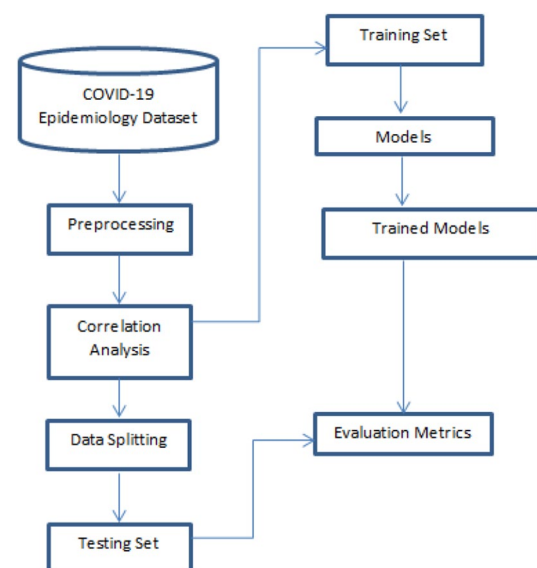 COVID-19
Epidemiology Dataset
Preprocessing
Correlation
Analysis
Data Splitting
Testing Set
Training Set
Models
Trained Models
Evaluation Metrics